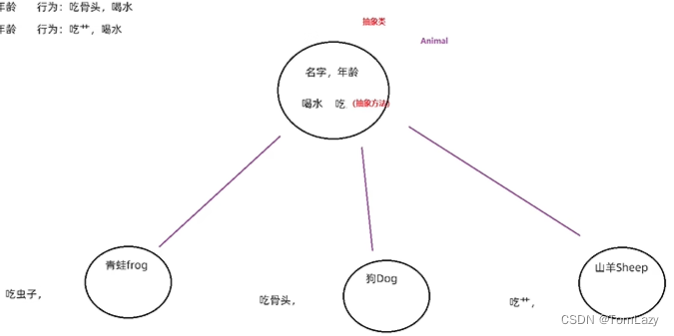 年龄 行为：吃骨头，喝水
年龄 行为：吃艹，喝水
抽象类
Animal
名字，年龄
喝水 吃 (抽象方法)
青蛙frog
狗Dog
山羊Sheep
吃虫子，
吃骨头，
吃艹，
CSDN @TomLazy